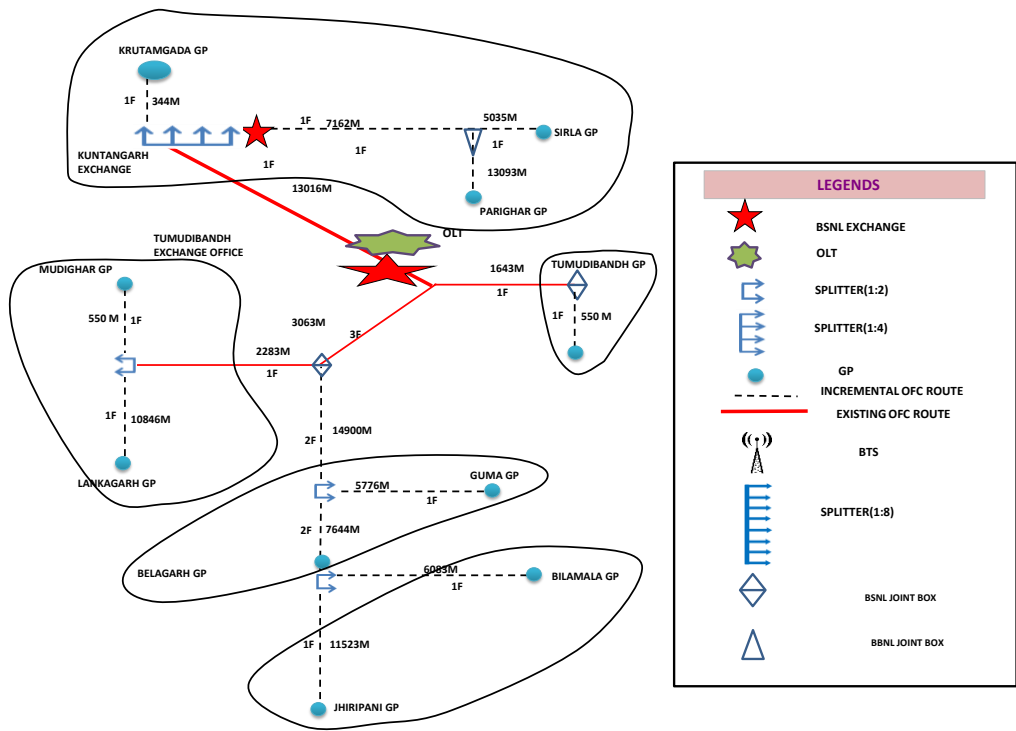 KRUTAMGADA GP
1F
344M
1F
7162M
5035M
1F
SIRLA GP
KUNTANGARH
EXCHANGE
1F
1F
13093M
13016M
PARIGHAR GP
OLT
TUMUDIBANDH
EXCHANGE OFFICE
MUDIGHAR GP
1643M
1F
TUMUDIBANDH GP
550 M
1F
3063M
3F
1F
550 M
2283M
1F
1F
10846M
LANKAGARH GP
14900M
2F
5776M
1F
GUMA GP
2F
7644M
BELAGARH GP
6083M
1F
BILAMALA GP
1F
11523M
JHIRIPANI GP
LEGENDS
BSNL EXCHANGE
OLT
SPLITTER(1:2)
SPLITTER(1:4)
GP
INCREMENTAL OFC ROUTE
EXISTING OFC ROUTE
BTS
SPLITTER(1:8)
BSNL JOINT BOX
BBNL JOINT BOX